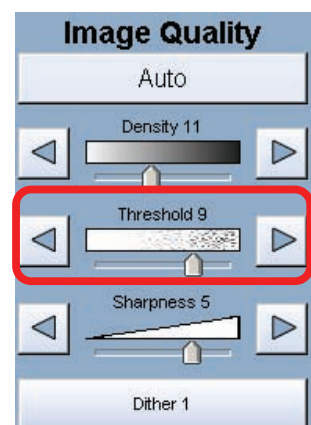 Image Quality
Auto
Density 11
Threshold 9
Sharpness 5
Dither 1